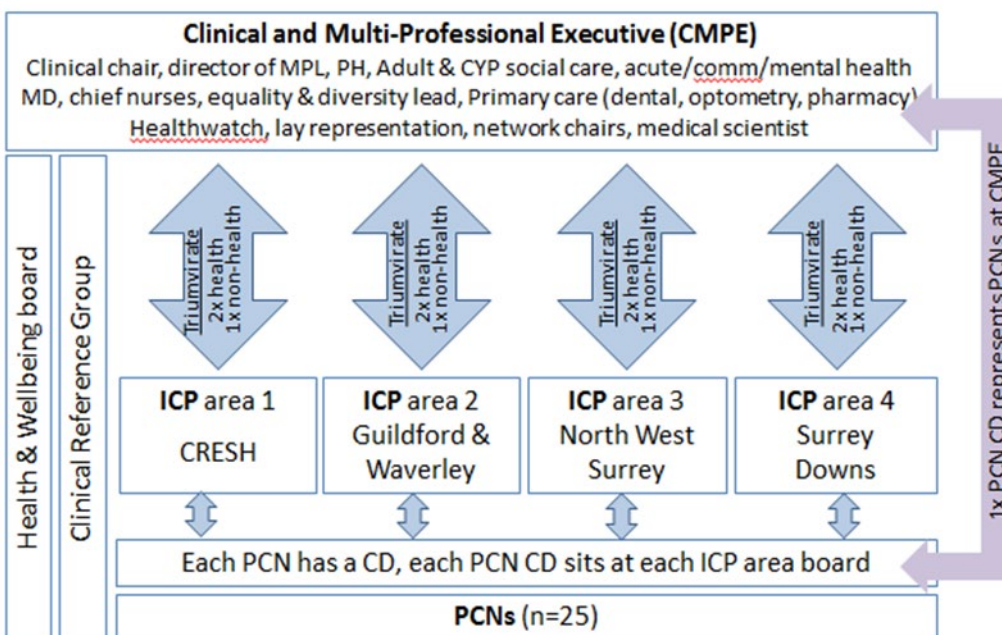 Clinical and Multi-Professional Executive (CMPE)
Clinical chair, director of MPL, PH, Adult & CYP social care, acute/comm/mental health
MD, chief nurses, equality & diversity lead, Primary care (dental, optometry, pharmacy)
Healthwatch, lay representation, network chairs, medical scientist
Health & Wellbeing board
Clinical Reference Group
Triumvirate
2x health
1x non-health
Triumvirate
2x health
1x non-health
Triumvirate
2x health
1x non-health
Triumvirate
2x health
1x non-health
1x PCN CD represents PCNs at CMPE
ICP area 1
CRESH
ICP area 2
Guildford &
Waverley
ICP area 3
North West
Surrey
ICP area 4
Surrey
Downs
Each PCN has a CD, each PCN CD sits at each ICP area board
PCNs (n=25)